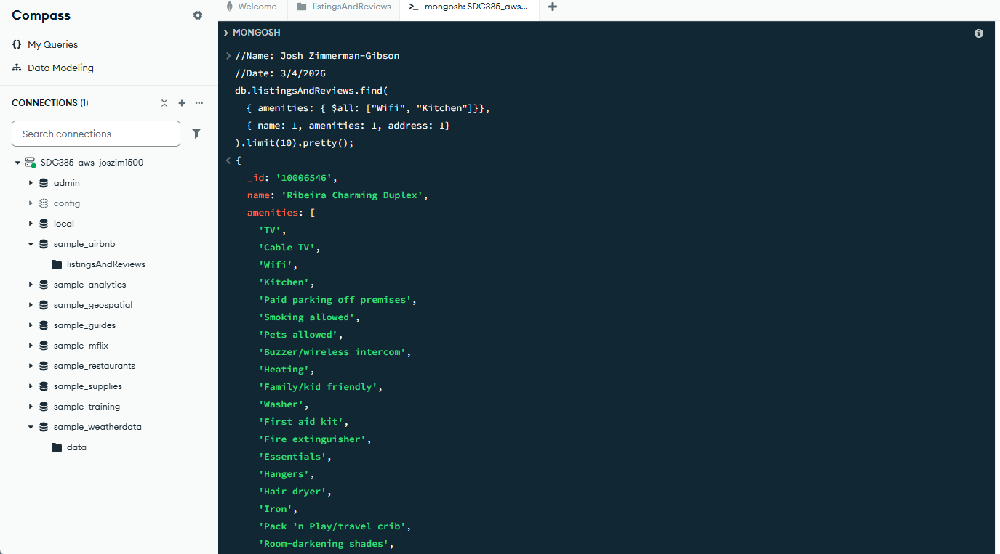 Compass
My Queries
Data Modeling
CONNECTIONS (1)
Search connections
SDC385_aws_joszim1500
admin
config
local
sample_airbnb
listingsAndReviews
sample_analytics
sample_geospatial
sample_guides
sample_mflix
sample_restaurants
sample_supplies
sample_training
sample_weatherdata
data
Welcome
listingsAndReviews
mongosh: SDC385_aws...
>_MONGOSH
//Name: Josh Zimmerman-Gibson
//Date: 3/4/2026
db.listingsAndReviews.find(
  { amenities: { $all: ["Wifi", "Kitchen"]}},
  { name: 1, amenities: 1, address: 1}
).limit(10).pretty();
{
  _id: '10006546',
  name: 'Ribeira Charming Duplex',
  amenities: [
    'TV',
    'Cable TV',
    'Wifi',
    'Kitchen',
    'Paid parking off premises',
    'Smoking allowed',
    'Pets allowed',
    'Buzzer/wireless intercom',
    'Heating',
    'Family/kid friendly',
    'Washer',
    'First aid kit',
    'Fire extinguisher',
    'Essentials',
    'Hangers',
    'Hair dryer',
    'Iron',
    'Pack ’n Play/travel crib',
    'Room-darkening shades',